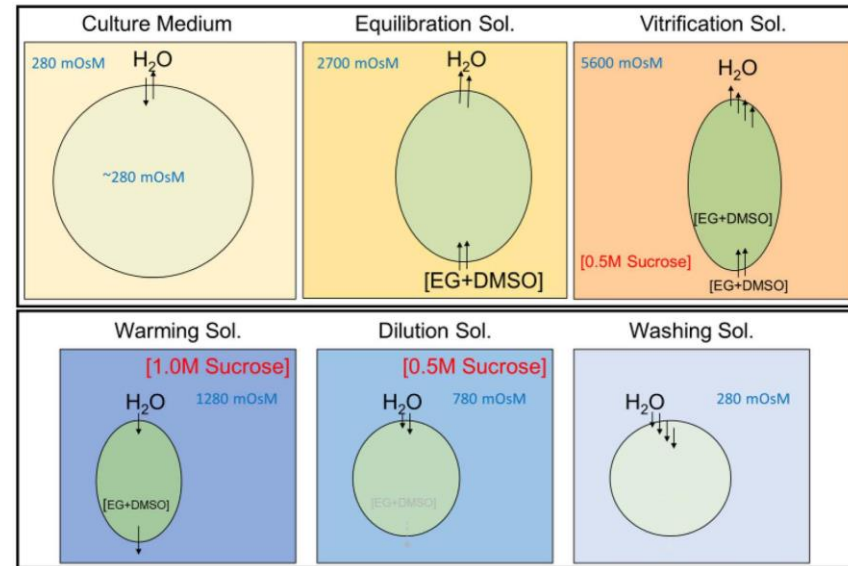 Culture Medium
280 mOsM
H₂O
~280 mOsM
Equilibration Sol.
2700 mOsM
H₂O
[EG+DMSO]
Vitrification Sol.
5600 mOsM
H₂O
[EG+DMSO]
[0.5M Sucrose]
[EG+DMSO]
Warming Sol.
[1.0M Sucrose]
H₂O
1280 mOsM
[EG+DMSO]
Dilution Sol.
[0.5M Sucrose]
H₂O
780 mOsM
[EG+DMSO]
Washing Sol.
H₂O
280 mOsM